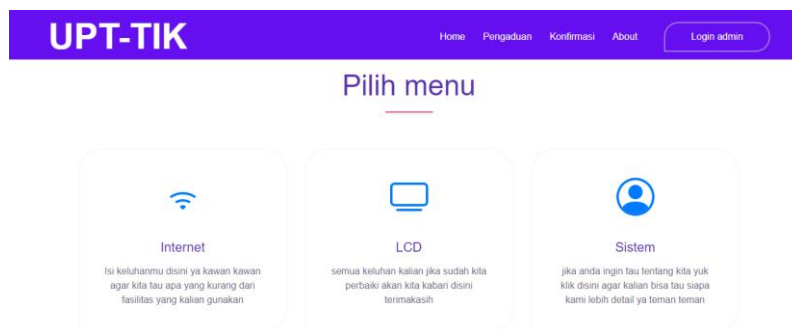 UPT-TIK
Home Pengaduan Konfirmasi About Login admin
Pilih menu
Internet
Isi keluhanmu disini ya kawan kawan
agar kita tau apa yang kurang dari
fasilitas yang kalian gunakan
LCD
semua keluhan kalian jika sudah kita
perbaiki akan kita kabari disini
terimakasih
Sistem
jika anda ingin tau tentang kita yuk
klik disini agar kalian bisa tau siapa
kami lebih detail ya teman teman